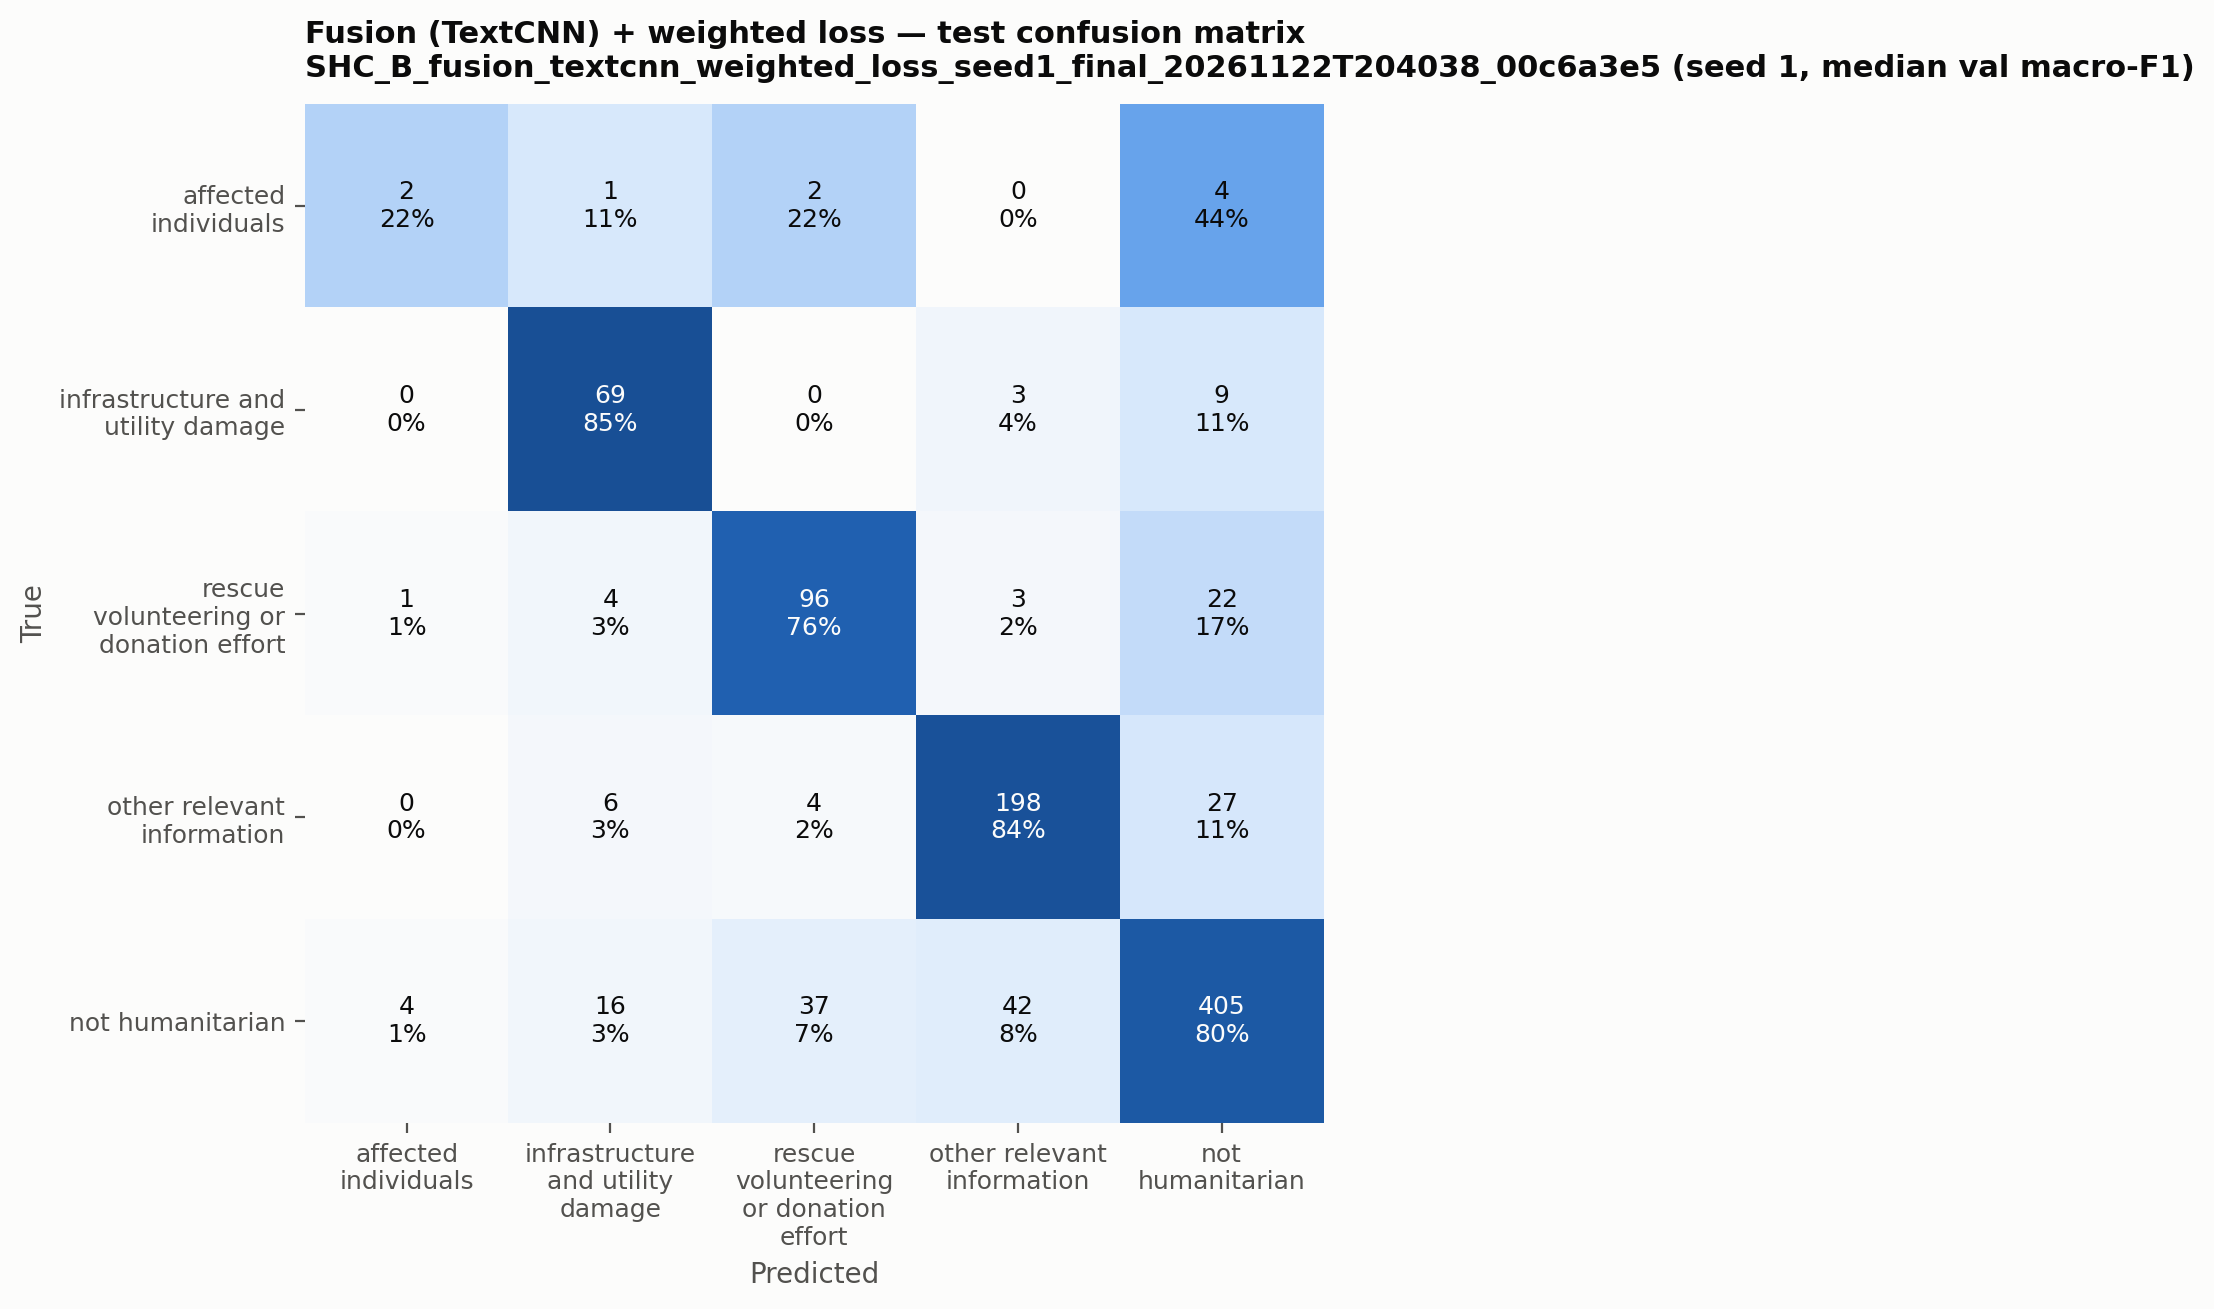 Fusion (TextCNN) + weighted loss — test confusion matrix
SHC_B_fusion_textcnn_weighted_loss_seed1_final_20261122T204038_00c6a3e5 (seed 1, median val macro-F1)
True
affected
individuals
2
22%
1
11%
2
22%
0
0%
4
44%
infrastructure and
utility damage
0
0%
69
85%
0
0%
3
4%
9
11%
rescue
volunteering or
donation effort
1
1%
4
3%
96
76%
3
2%
22
17%
other relevant
information
0
0%
6
3%
4
2%
198
84%
27
11%
not humanitarian
4
1%
16
3%
37
7%
42
8%
405
80%
affected
individuals
infrastructure
and utility
damage
rescue
volunteering
or donation
effort
other relevant
information
not
humanitarian
Predicted